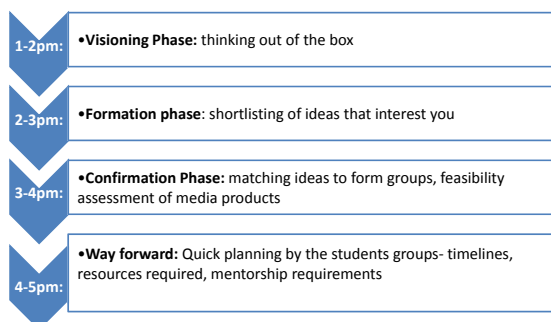 1-2pm:
•Visioning Phase: thinking out of the box
2-3pm:
•Formation phase: shortlisting of ideas that interest you
3-4pm:
•Confirmation Phase: matching ideas to form groups, feasibility
assessment of media products
4-5pm:
•Way forward: Quick planning by the students groups- timelines,
resources required, mentorship requirements